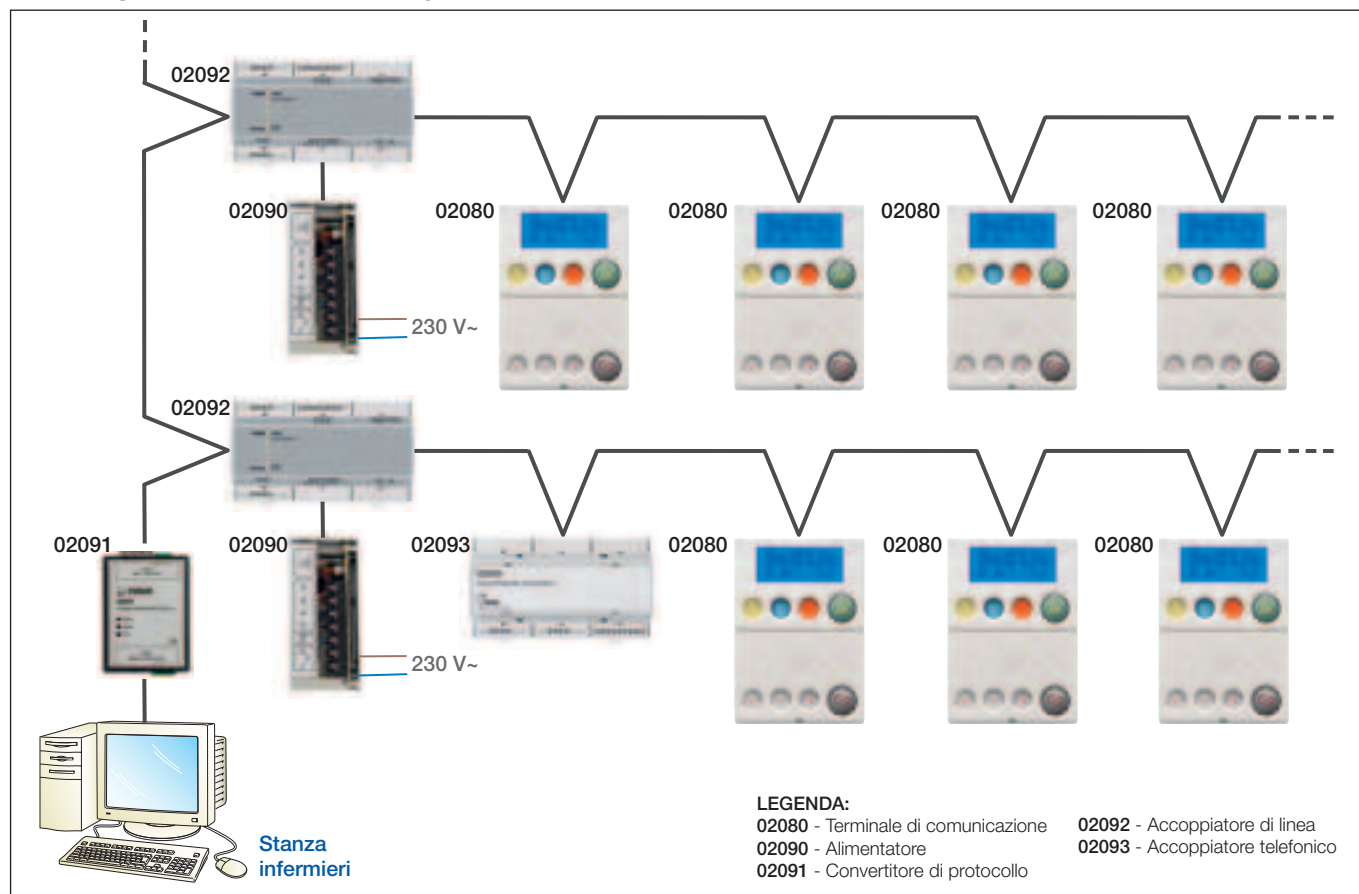 02092
02090
02080
02080
02080
02080
230 V~
02092
02091
02090
02093
02080
02080
02080
230 V~
Stanza
infermieri
LEGENDA:
02080 - Terminale di comunicazione
02090 - Alimentatore
02091 - Convertitore di protocollo
02092 - Accoppiatore di linea
02093 - Accoppiatore telefonico